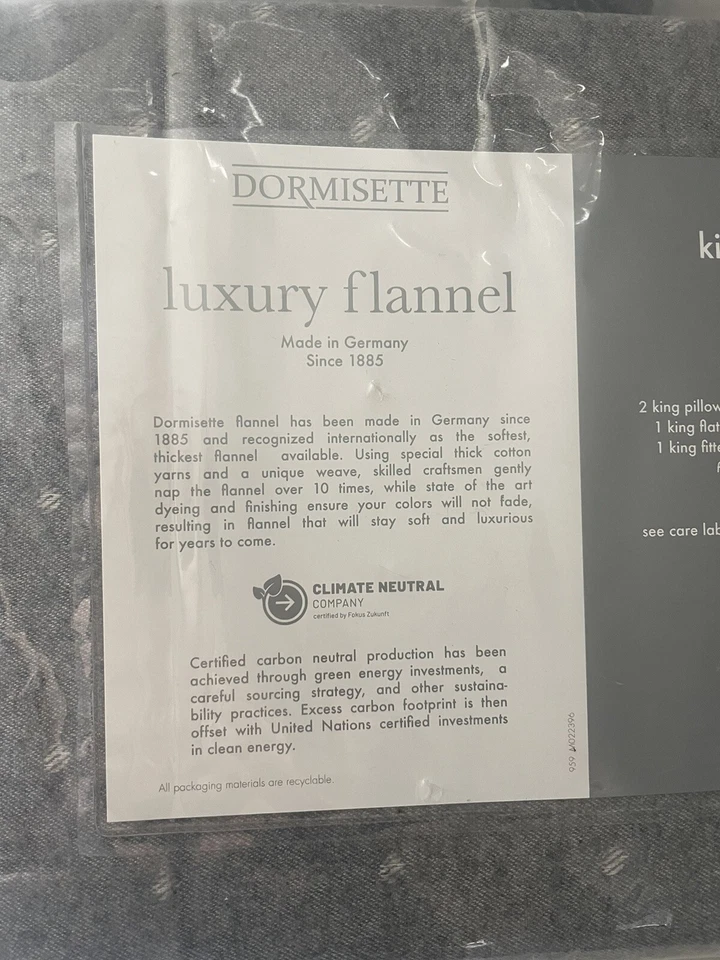 DORMISETTE
luxury flannel
Made in Germany
Since 1885
Dormisette flannel has been made in Germany since
1885 and recognized internationally as the softest,
thickest flannel available. Using special thick cotton
yarns and a unique weave, skilled craftsmen gently
nap the flannel over 10 times, while state of the art
dyeing and finishing ensure your colors will not fade,
resulting in flannel that will stay soft and luxurious
for years to come.
CLIMATE NEUTRAL
COMPANY
certified by Fokus Zukunft
Certified carbon neutral production has been
achieved through green energy investments, a
careful sourcing strategy, and other sustaina-
bility practices. Excess carbon footprint is then
offset with United Nations certified investments
in clean energy.
All packaging materials are recyclable.
959
ki
2 king pillow
1 king flat
1 king fitte
see care lab